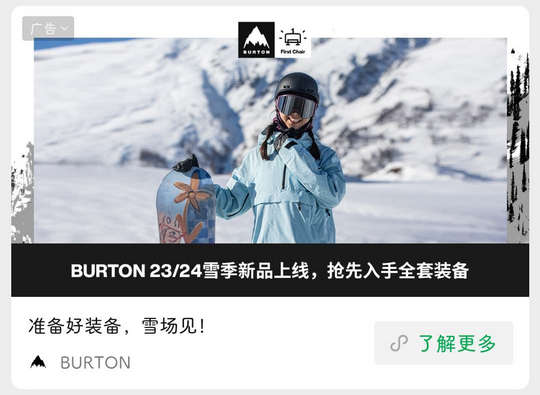 广告
BURTON
First Chair
BURTON 23/24雪季新品上线，抢先入手全套装备
准备好装备，雪场见！
BURTON
了解更多